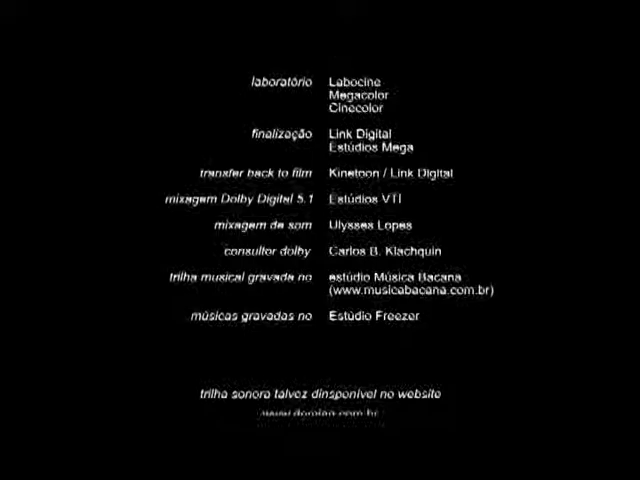 laboratório Labocine
Megacolor
Cinecolor
finalização Link Digital
Estúdios Mega
transfer back to film Kinetoon / Link Digital
mixagem Dolby Digital 5.1 Estúdios VTI
mixagem de som Ulysses Lopes
consultor dolby Carlos B. Klachquin
trilha musical gravada no estúdio Música Bacana
(www.musicabacana.com.br)
músicas gravadas no Estúdio Freezer
trilha sonora talvez dinsponível no website